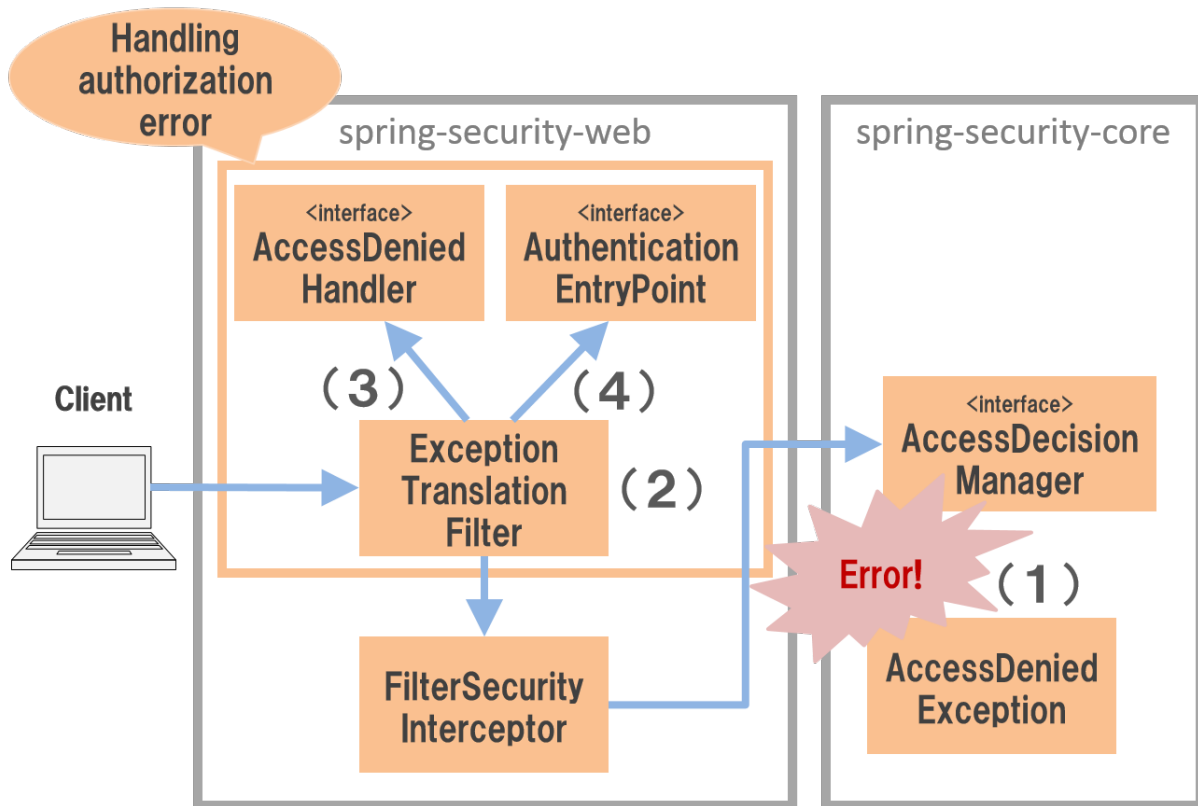 Handling
authorization
error
spring-security-web
spring-security-core
<interface>
AccessDenied
Handler
<interface>
Authentication
EntryPoint
(3)
(4)
Client
Exception
Translation
Filter
(2)
<interface>
AccessDecision
Manager
Error!
(1)
FilterSecurity
Interceptor
AccessDenied
Exception